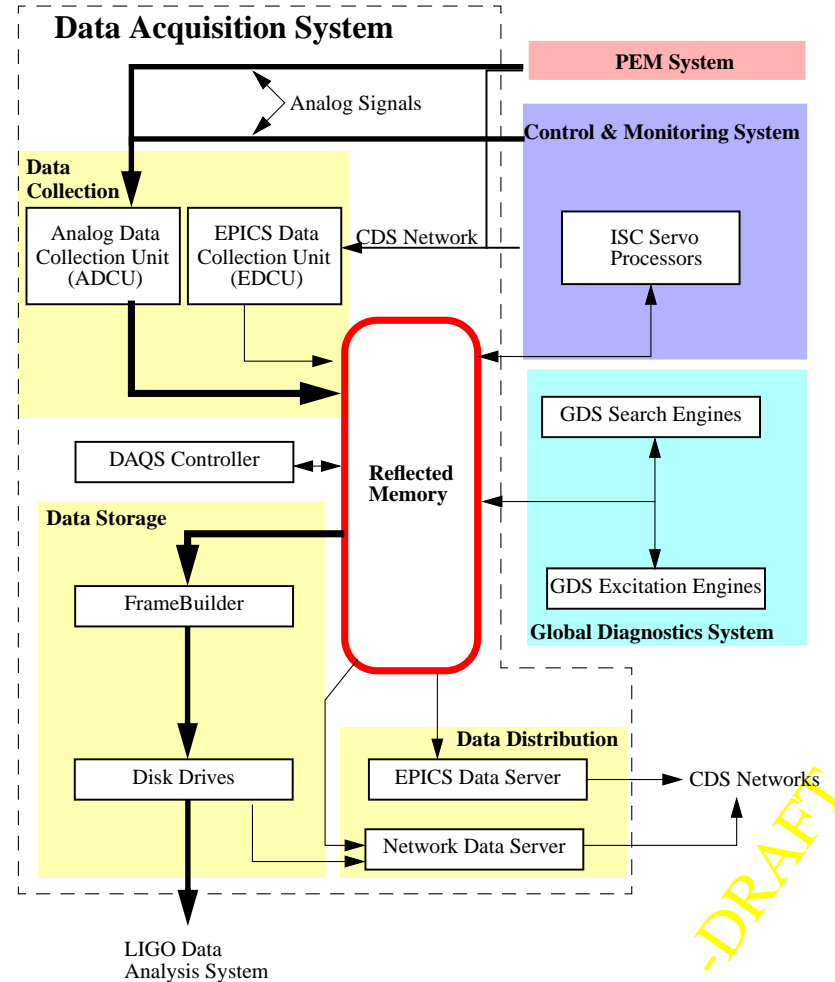 Data Acquisition System
PEM System
Analog Signals
Control & Monitoring System
Data
Collection
Analog Data
Collection Unit
(ADCU)
EPICS Data
Collection Unit
(EDCU)
CDS Network
ISC Servo
Processors
GDS Search Engines
DAQS Controller
Reflected
Memory
Data Storage
FrameBuilder
GDS Excitation Engines
Global Diagnostics System
Data Distribution
Disk Drives
EPICS Data Server
CDS Networks
Network Data Server
LIGO Data
Analysis System
-DRAFT